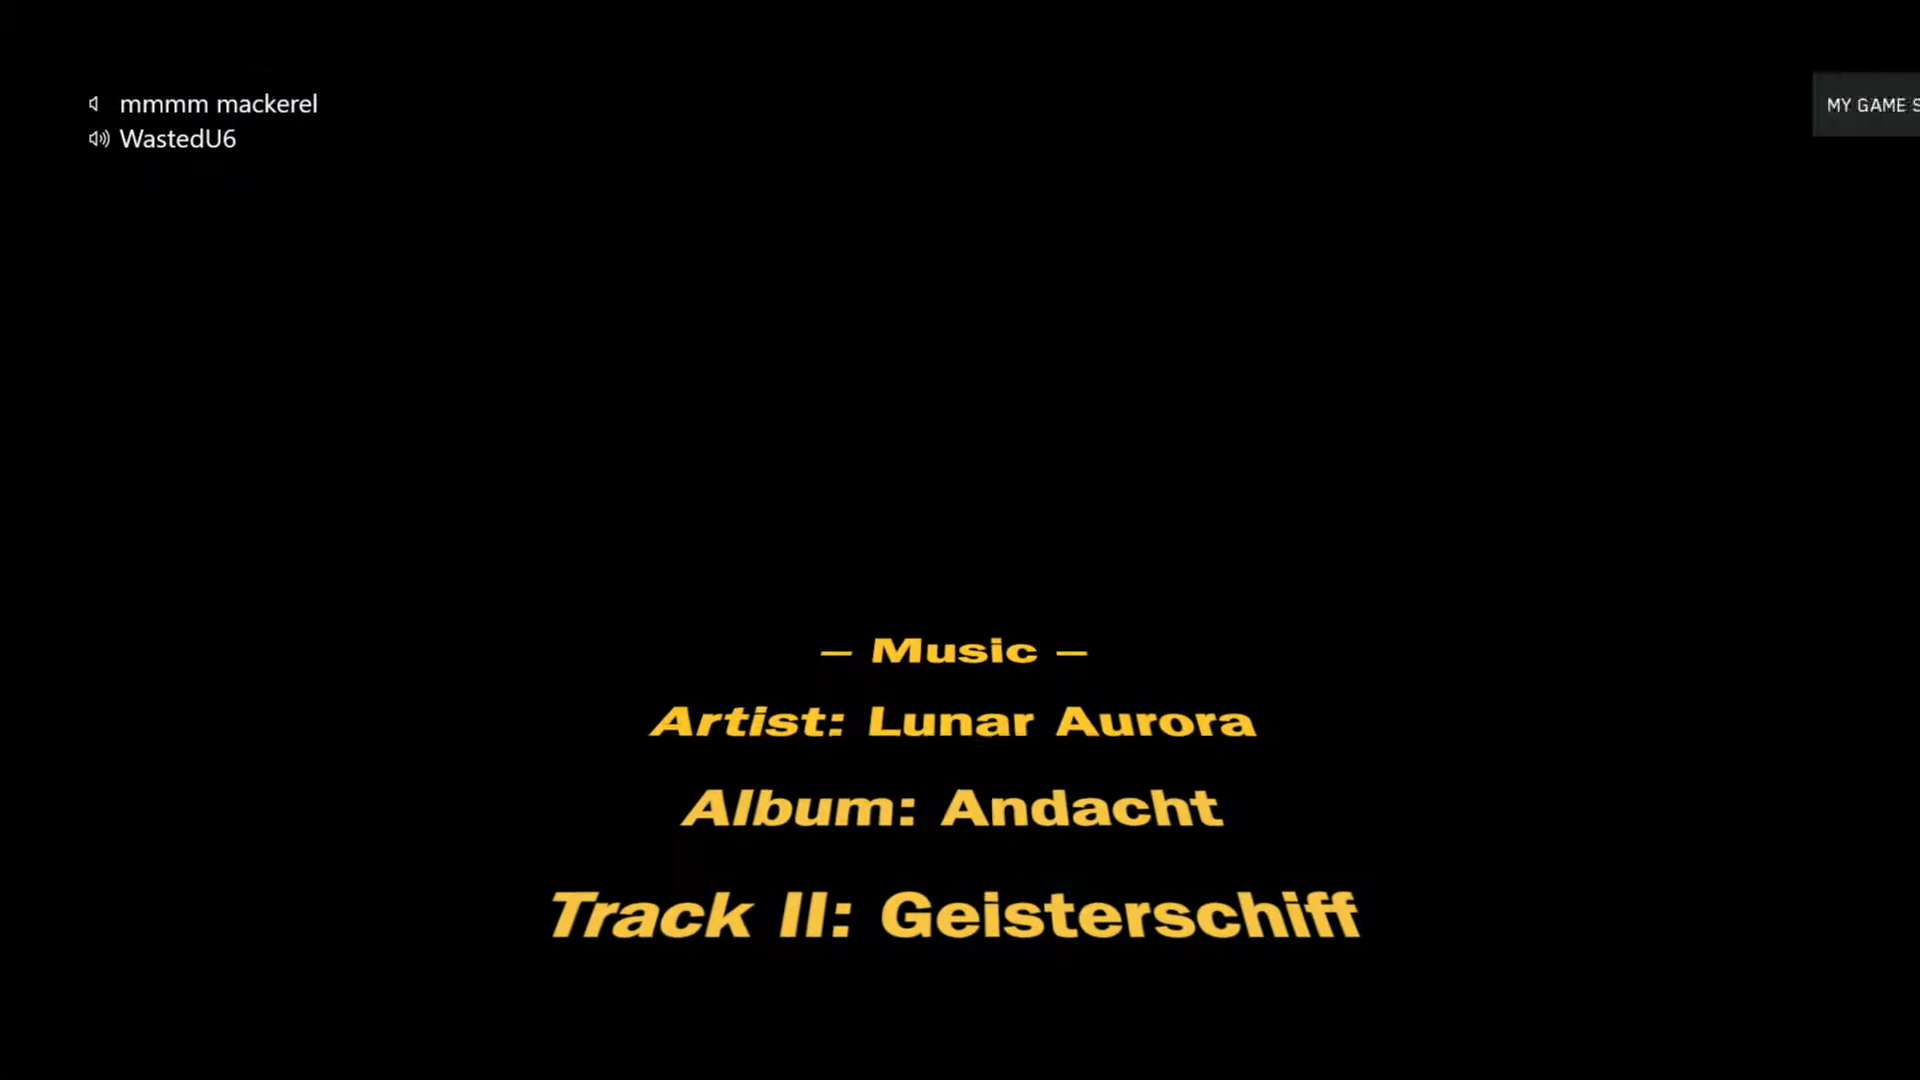 mmmm mackerel
WastedU6
MY GAME S
– Music –
Artist: Lunar Aurora
Album: Andacht
Track II: Geisterschiff